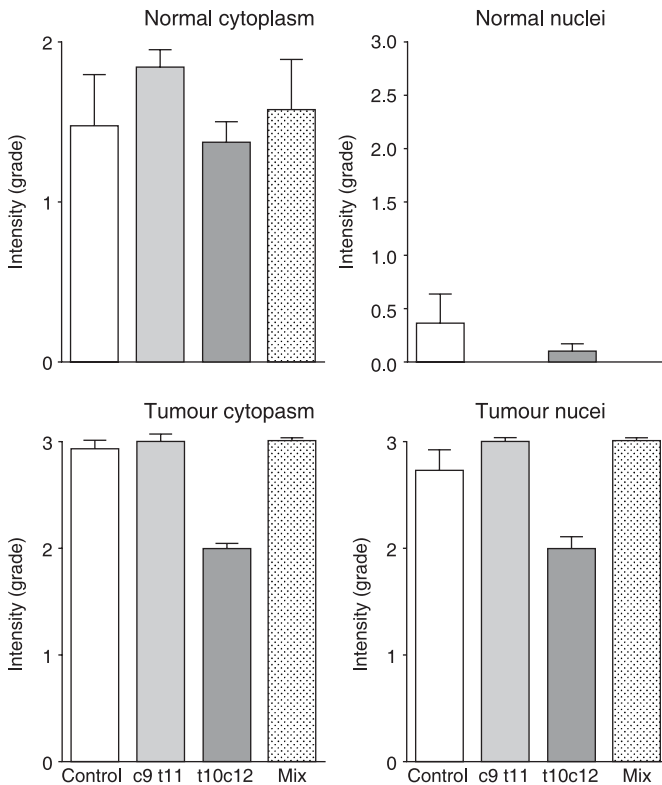 Normal cytoplasm
2
1
0
Intensity (grade)
Normal nuclei
3.0
2.5
2.0
1.5
1.0
0.5
0.0
Intensity (grade)
Tumour cytopasm
3
2
1
0
Intensity (grade)
Control c9 t11 t10c12 Mix
Tumour nucei
3
2
1
0
Intensity (grade)
Control c9 t11 t10c12 Mix